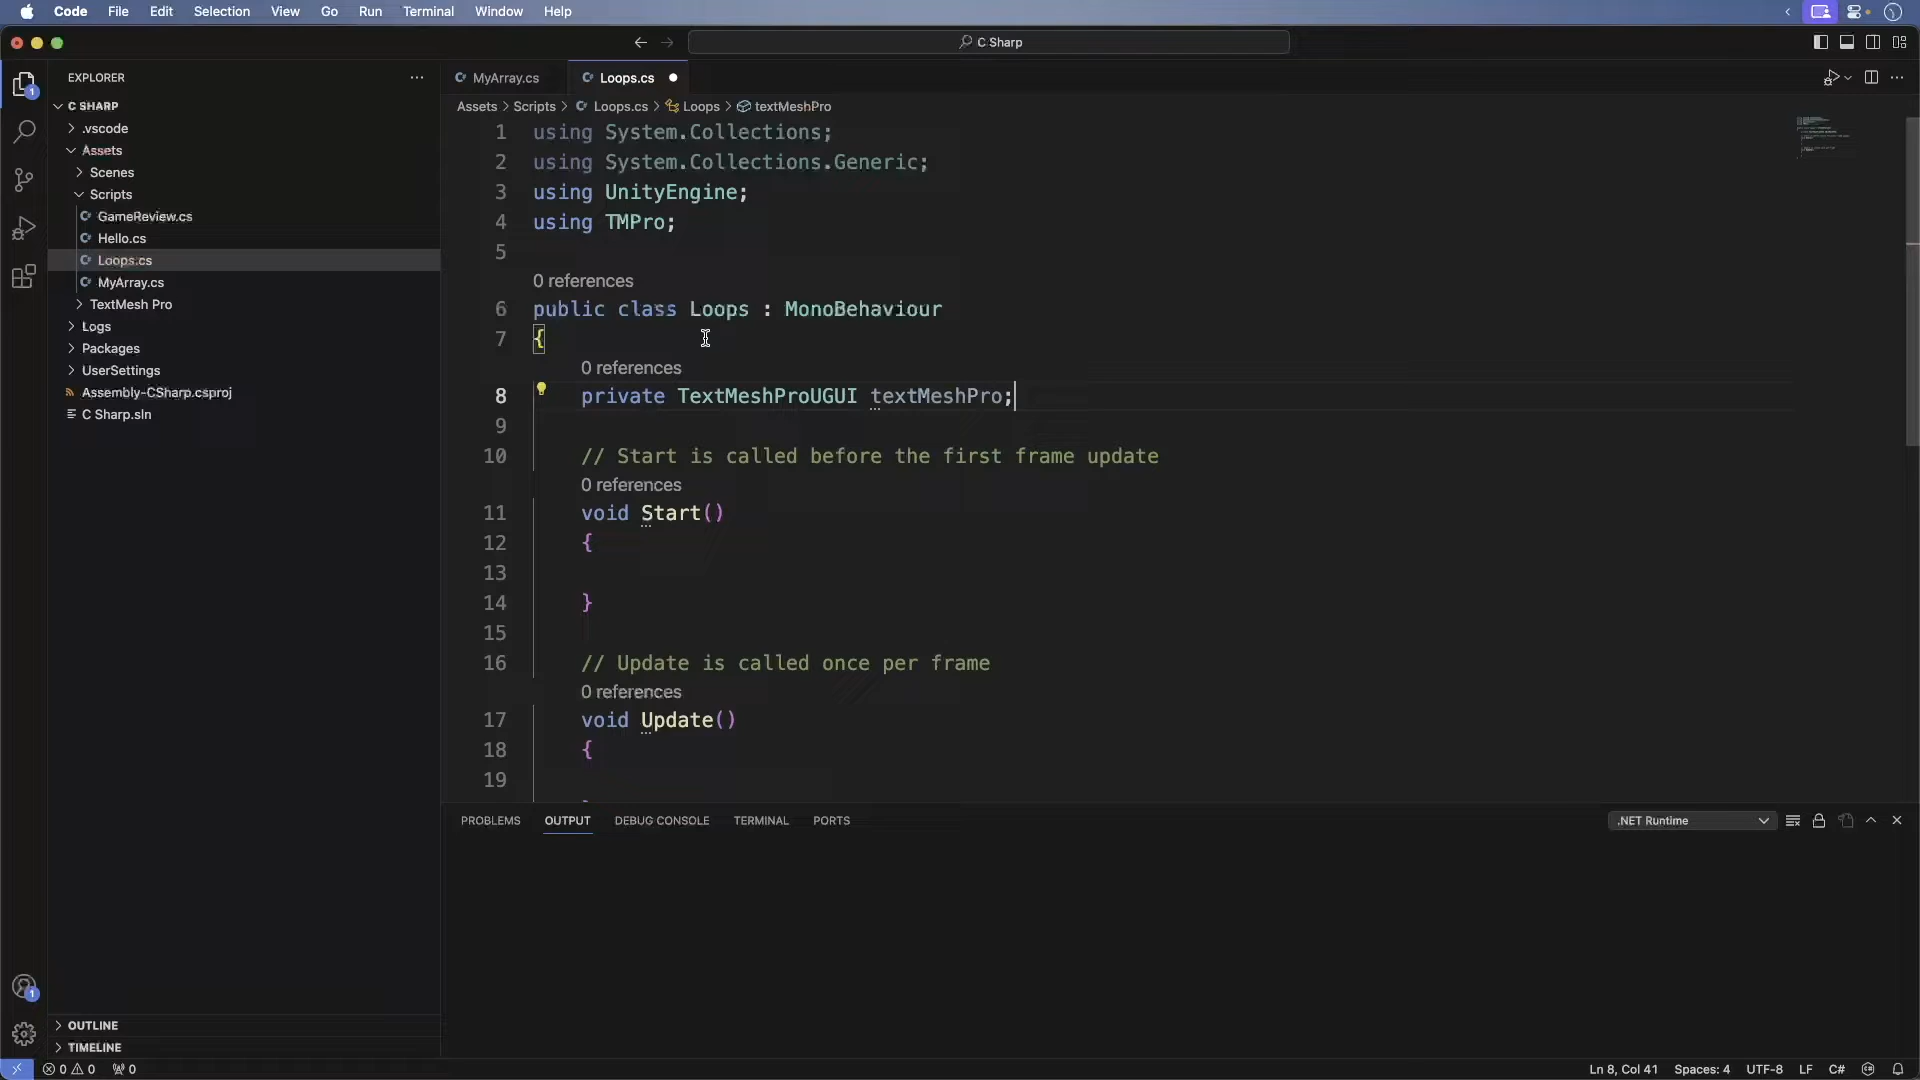 Code File Edit Selection View Go Run Terminal Window Help
C Sharp
EXPLORER
MyArray.cs
Loops.cs
Assets > Scripts > Loops.cs > Loops > textMeshPro
C SHARP
.vscode
Assets
Scenes
Scripts
GameReview.cs
Hello.cs
Loops.cs
MyArray.cs
TextMesh Pro
Logs
Packages
UserSettings
Assembly-CSharp.csproj
C Sharp.sln
OUTLINE
TIMELINE
1
1
1 using System.Collections;
2 using System.Collections.Generic;
3 using UnityEngine;
4 using TMPro;
5
0 references
6 public class Loops : MonoBehaviour
7 {
0 references
8 private TextMeshProUGUI textMeshPro;
9
10 // Start is called before the first frame update
0 references
11 void Start()
12 {
13
14 }
15
16 // Update is called once per frame
0 references
17 void Update()
18 {
19
PROBLEMS OUTPUT DEBUG CONSOLE TERMINAL PORTS
.NET Runtime
0 0 0
Ln 8, Col 41 Spaces: 4 UTF-8 LF C#